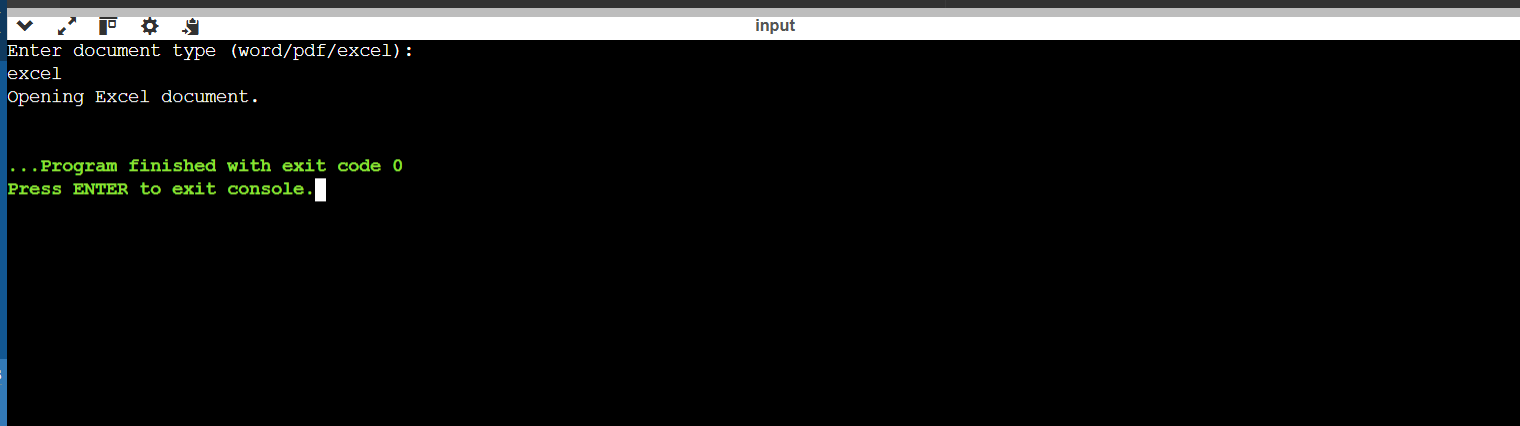 input
Enter document type (word/pdf/excel):
excel
Opening Excel document.
...Program finished with exit code 0
Press ENTER to exit console.